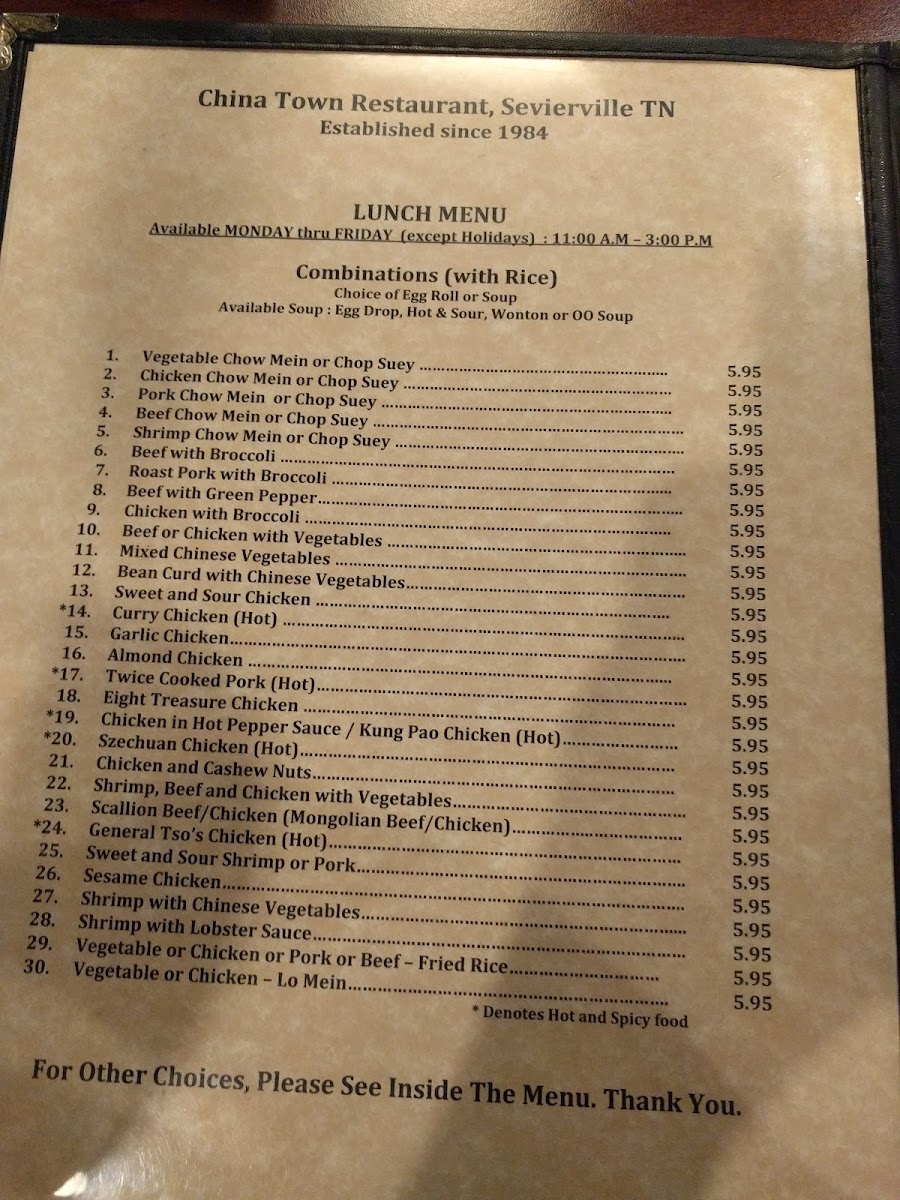 China Town Restaurant, Sevierville TN
Established since 1984
LUNCH MENU
Available MONDAY thru FRIDAY (except Holidays) : 11:00 A.M – 3:00 P.M
Combinations (with Rice)
Choice of Egg Roll or Soup
Available Soup : Egg Drop, Hot & Sour, Wonton or OO Soup
1. Vegetable Chow Mein or Chop Suey ........ 5.95
2. Chicken Chow Mein or Chop Suey ........ 5.95
3. Pork Chow Mein or Chop Suey ........ 5.95
4. Beef Chow Mein or Chop Suey ........ 5.95
5. Shrimp Chow Mein or Chop Suey ........ 5.95
6. Beef with Broccoli ........ 5.95
7. Roast Pork with Broccoli ........ 5.95
8. Beef with Green Pepper........ 5.95
9. Chicken with Broccoli ........ 5.95
10. Beef or Chicken with Vegetables ........ 5.95
11. Mixed Chinese Vegetables ........ 5.95
12. Bean Curd with Chinese Vegetables........ 5.95
13. Sweet and Sour Chicken ........ 5.95
*14. Curry Chicken (Hot) ........ 5.95
15. Garlic Chicken........ 5.95
16. Almond Chicken ........ 5.95
*17. Twice Cooked Pork (Hot)........ 5.95
18. Eight Treasure Chicken ........ 5.95
*19. Chicken in Hot Pepper Sauce / Kung Pao Chicken (Hot)........ 5.95
*20. Szechuan Chicken (Hot)........ 5.95
21. Chicken and Cashew Nuts........ 5.95
22. Shrimp, Beef and Chicken with Vegetables........ 5.95
23. Scallion Beef/Chicken (Mongolian Beef/Chicken)........ 5.95
*24. General Tso's Chicken (Hot)........ 5.95
25. Sweet and Sour Shrimp or Pork........ 5.95
26. Sesame Chicken........ 5.95
27. Shrimp with Chinese Vegetables........ 5.95
28. Shrimp with Lobster Sauce........ 5.95
29. Vegetable or Chicken or Pork or Beef – Fried Rice........ 5.95
30. Vegetable or Chicken – Lo Mein........ 5.95
* Denotes Hot and Spicy food
For Other Choices, Please See Inside The Menu. Thank You.